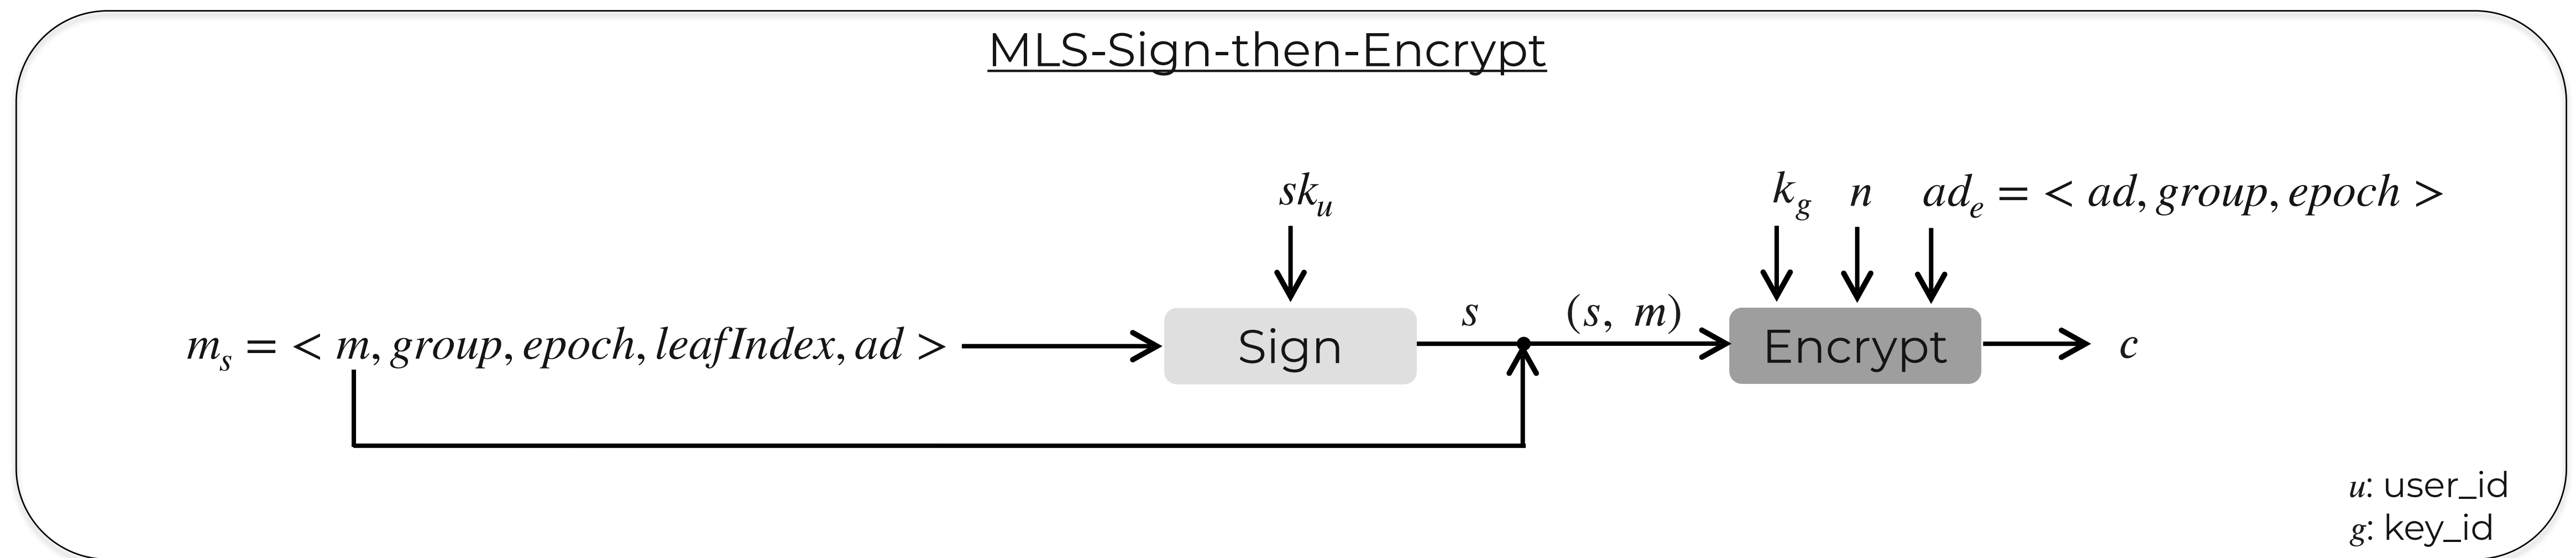 MLS-Sign-then-Encrypt
sk_u
k_g n ad_e = < ad, group, epoch >
m_s = < m, group, epoch, leafIndex, ad >
Sign
s
(s, m)
Encrypt
c
u: user_id
g: key_id